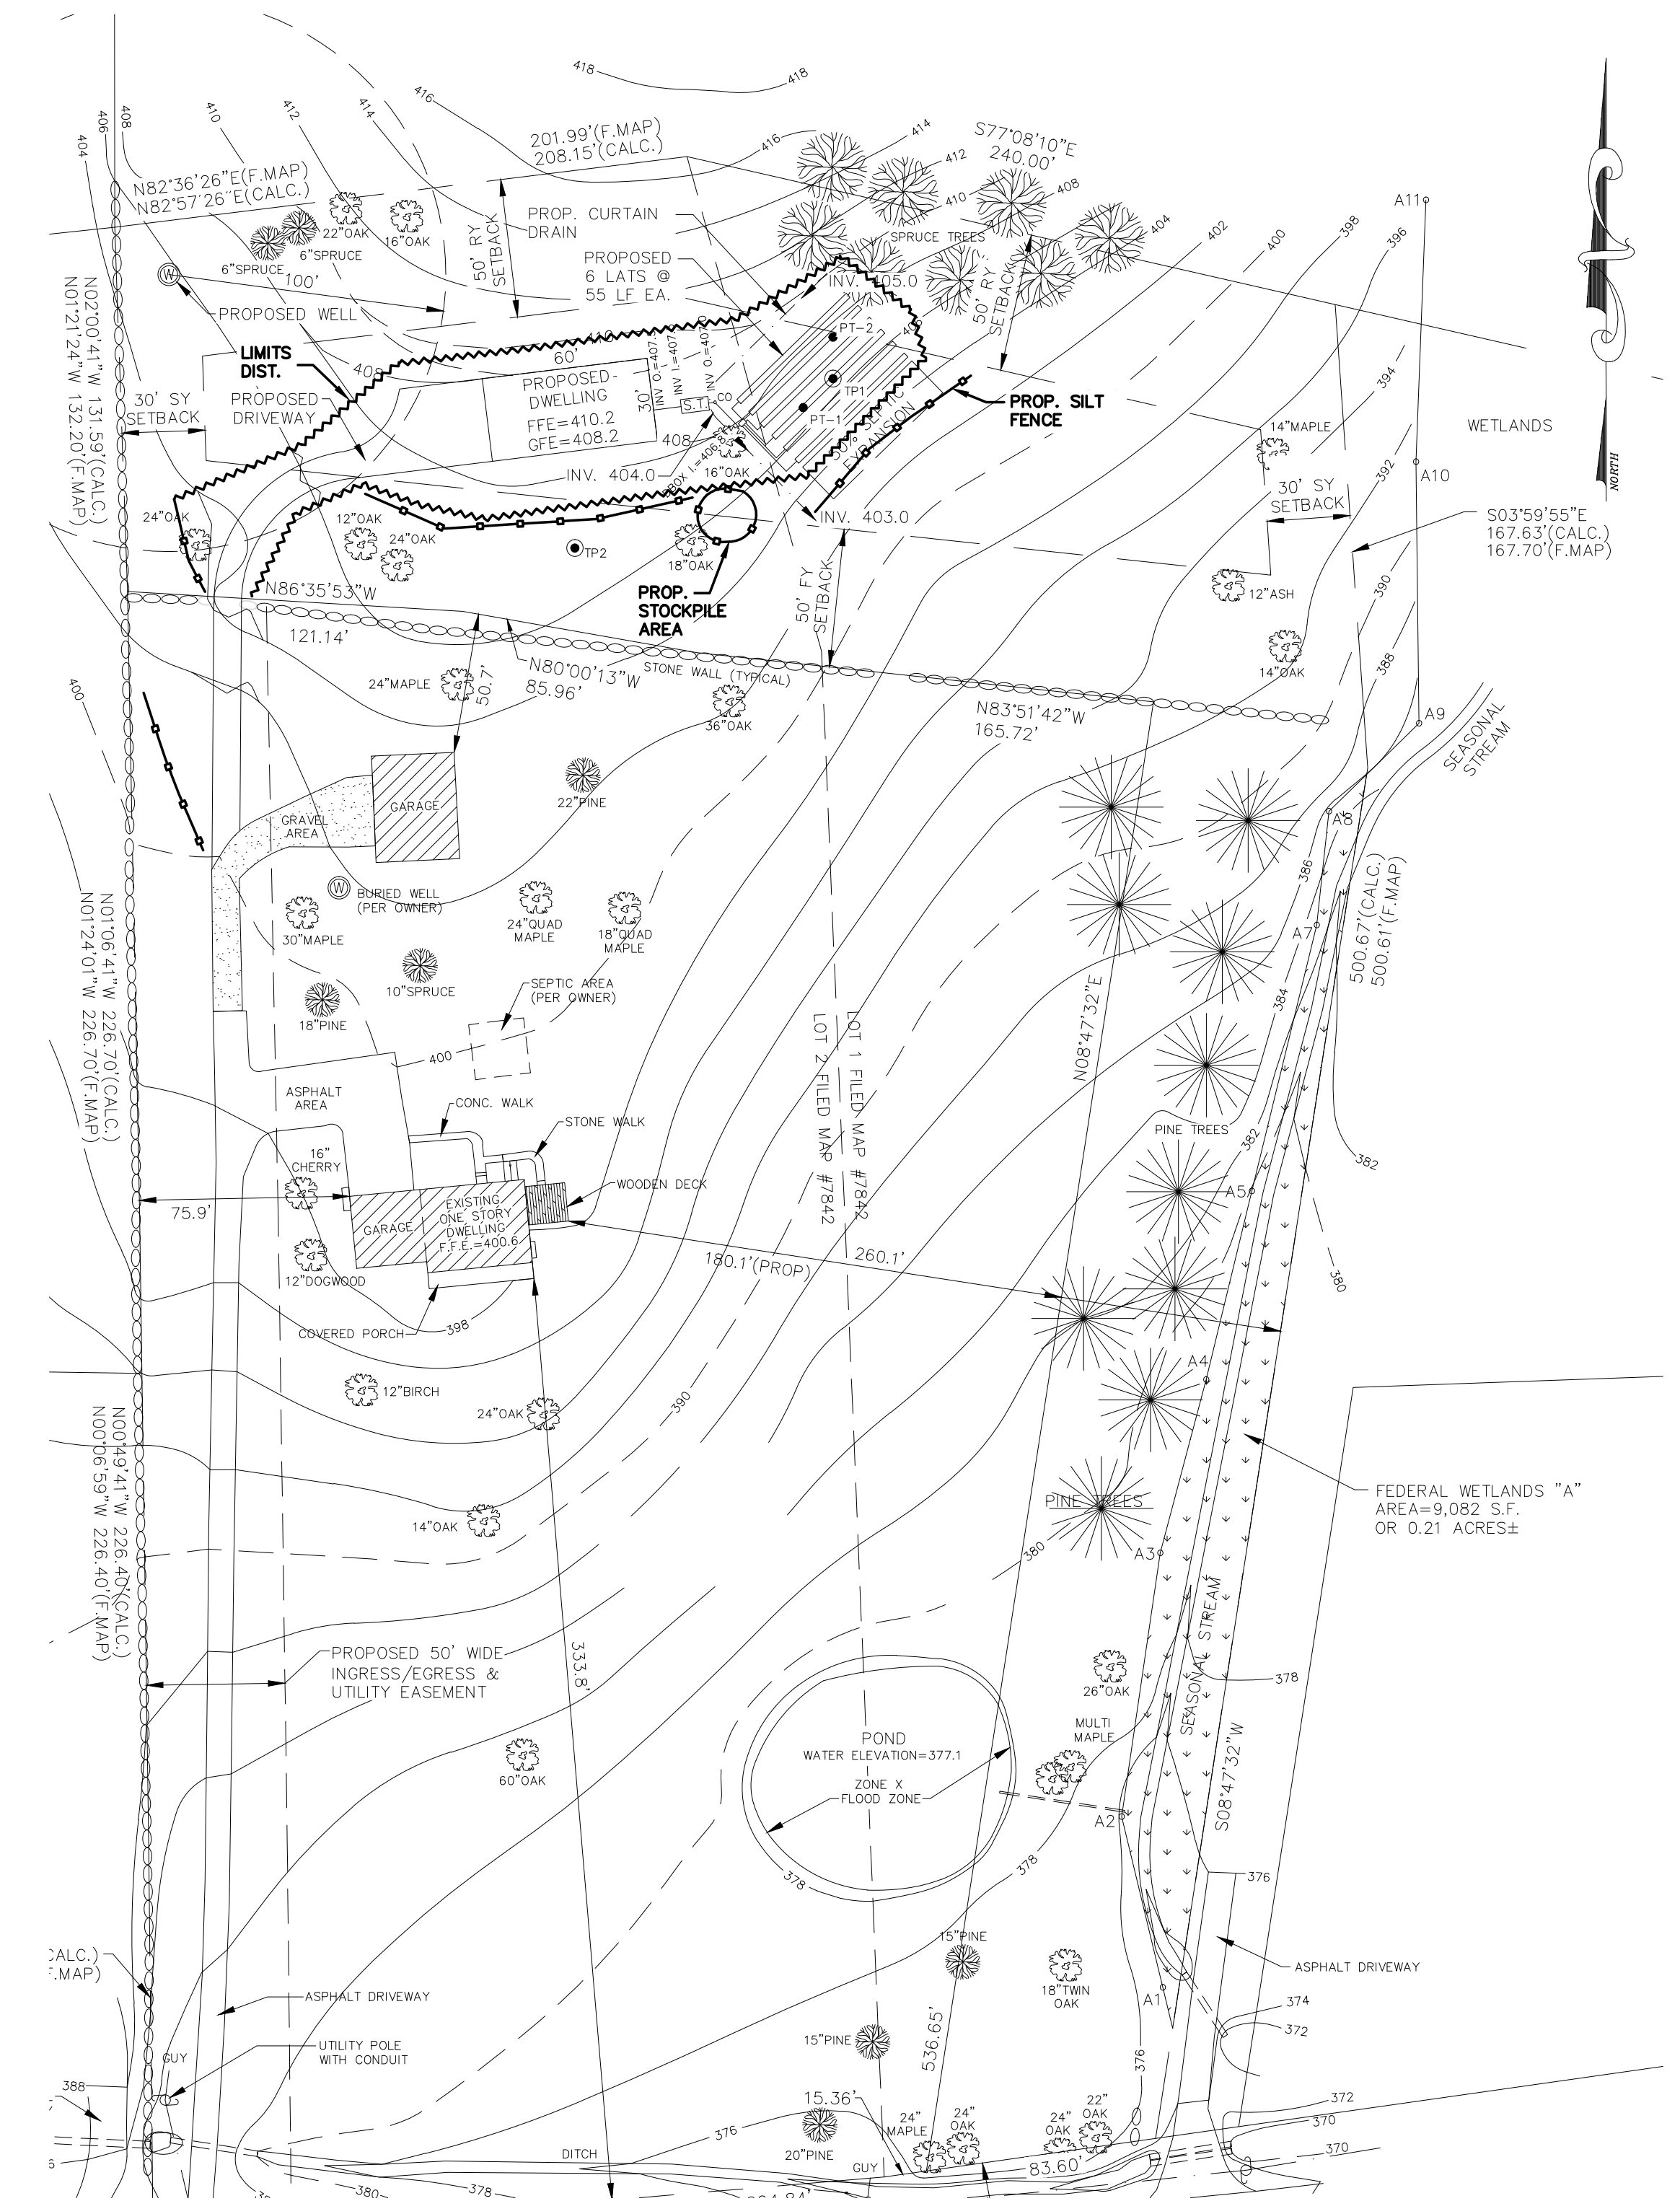 418
418
416
414
412
410
408
406
404
416
414
412
410
408
404
402
400
398
396
394
392
390
388
201.99'(F.MAP)
208.15'(CALC.)
S77°08'10"E
240.00'
N82°36'26"E(F.MAP)
N82°57'26"E(CALC.)
A11
22"OAK
16"OAK
6"SPRUCE
6"SPRUCE
50' RY
SETBACK
PROP. CURTAIN
DRAIN
PROPOSED
6 LATS @
55 LF EA.
SPRUCE TREES
INV. 405.0
50' RY
SETBACK
W
100'
PROPOSED WELL
N02°00'41"W 131.59'(CALC.)
N01°21'24"W 132.20'(F.MAP)
LIMITS
DIST.
30' SY
SETBACK
PROPOSED
DRIVEWAY
408
410
60'
30'
PROPOSED
DWELLING
FFE=410.2
GFE=408.2
S.T.
CO
408
PT-2
TP1
PT-1
50% SEPTIC
EXPANSION
PROP. SILT
FENCE
14"MAPLE
WETLANDS
A10
30' SY
SETBACK
S03°59'55"E
167.63'(CALC.)
167.70'(F.MAP)
NORTH
INV. 404.0
16"OAK
INV. 403.0
24"OAK
12"OAK
24"OAK
TP2
18"OAK
PROP.
STOCKPILE
AREA
50' FY
SETBACK
12"ASH
14"OAK
N86°35'53"W
121.14'
N80°00'13"W
85.96'
STONE WALL (TYPICAL)
24"MAPLE
50.7'
36"OAK
N83°51'42"W
165.72'
A9
SEASONAL
STREAM
400
22"PINE
GARAGE
GRAVEL
AREA
A8
386
W
BURIED WELL
(PER OWNER)
30"MAPLE
24"QUAD
MAPLE
18"QUAD
MAPLE
A7
500.67'(CALC.)
500.61'(F.MAP)
N01°06'41"W 226.70'(CALC.)
N01°24'01"W 226.70'(F.MAP)
10"SPRUCE
18"PINE
SEPTIC AREA
(PER OWNER)
400
LOT 1 FILED MAP #7842
LOT 2 FILED MAP #7842
N08°47'32"E
384
382
382
PINE TREES
ASPHALT
AREA
CONC. WALK
STONE WALK
16"
CHERRY
WOODEN DECK
A5
75.9'
GARAGE
EXISTING
ONE STORY
DWELLING
F.F.E.=400.6
12"DOGWOOD
180.1'(PROP)
260.1'
380
COVERED PORCH
398
A4
12"BIRCH
24"OAK
390
N00°49'41"W 226.40'(CALC.)
N00°06'59"W 226.40'(F.MAP)
14"OAK
PINE TREES
FEDERAL WETLANDS "A"
AREA=9,082 S.F.
OR 0.21 ACRES±
380
A3
333.8'
PROPOSED 50' WIDE
INGRESS/EGRESS &
UTILITY EASEMENT
SEASONAL STREAM
378
26"OAK
MULTI
MAPLE
POND
WATER ELEVATION=377.1
ZONE X
FLOOD ZONE
60"OAK
A2
S08°47'32"W
378
378
376
15"PINE
ASPHALT DRIVEWAY
18"TWIN
OAK
A1
374
372
ASPHALT DRIVEWAY
UTILITY POLE
WITH CONDUIT
GUY
388
15"PINE
536.65'
376
15.36'
372
370
370
24"
MAPLE
24"
OAK
24"
OAK
22"
OAK
376
20"PINE
DITCH
GUY
83.60'
380
378